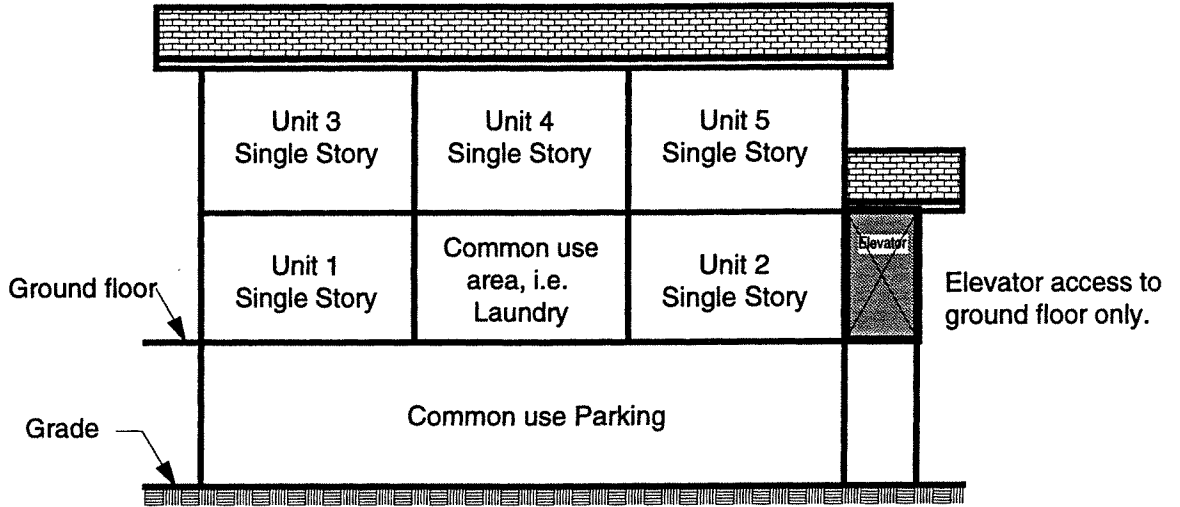 Unit 3
Single Story
Unit 4
Single Story
Unit 5
Single Story
Unit 1
Single Story
Common use
area, i.e.
Laundry
Unit 2
Single Story
Elevator
Ground floor
Elevator access to
ground floor only.
Common use Parking
Grade